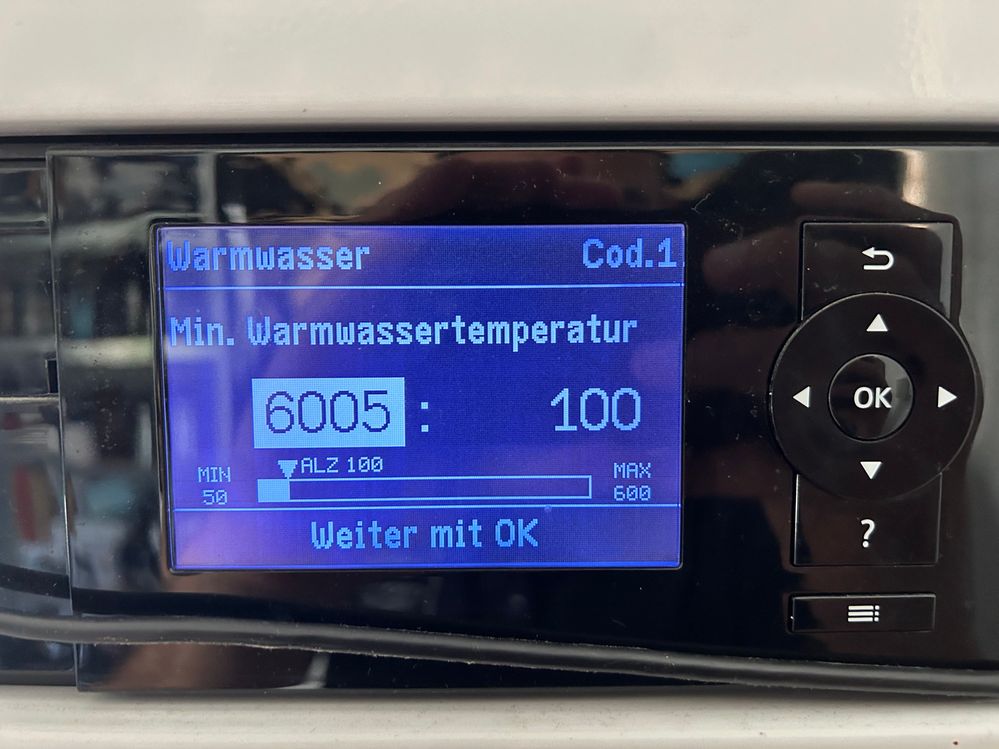 Warmwasser Cod.1
Min. Warmwassertemperatur
6005 : 100
ALZ 100
MIN MAX
50 600
Weiter mit OK
OK
?